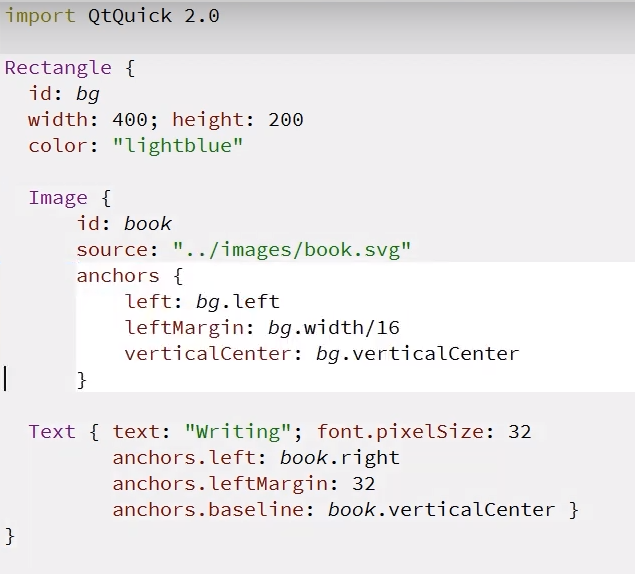 import QtQuick 2.0
Rectangle {
id: bg
width: 400; height: 200
color: "lightblue"
Image {
id: book
source: "../images/book.svg"
anchors {
left: bg.left
leftMargin: bg.width/16
verticalCenter: bg.verticalCenter
}
Text { text: "Writing"; font.pixelSize: 32
anchors.left: book.right
anchors.leftMargin: 32
anchors.baseline: book.verticalCenter }
}